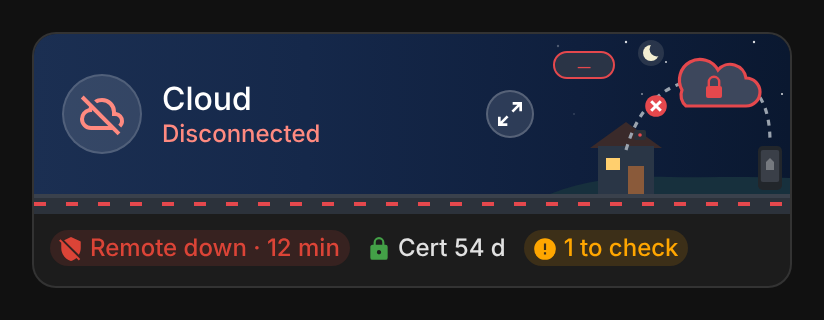 Cloud
Disconnected
—
Remote down · 12 min
Cert 54 d
1 to check